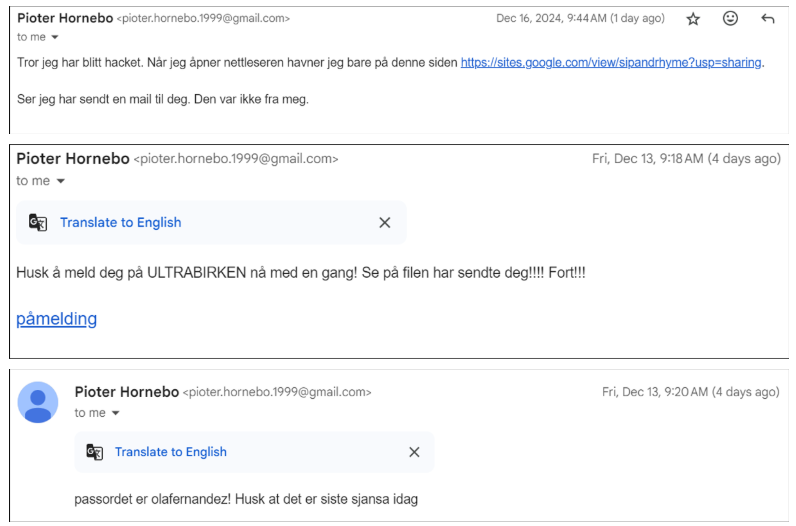 Pioter Hornebo <pioter.hornebo.1999@gmail.com> Dec 16, 2024, 9:44 AM (1 day ago)
to me
Tror jeg har blitt hacket. Når jeg åpner nettleseren havner jeg bare på denne siden https://sites.google.com/view/sipandrhyme?usp=sharing.
Ser jeg har sendt en mail til deg. Den var ikke fra meg.
Pioter Hornebo <pioter.hornebo.1999@gmail.com> Fri, Dec 13, 9:18 AM (4 days ago)
to me
Translate to English
Husk å meld deg på ULTRABIRKEN nå med en gang! Se på filen har sendte deg!!!! Fort!!!
påmelding
Pioter Hornebo <pioter.hornebo.1999@gmail.com> Fri, Dec 13, 9:20 AM (4 days ago)
to me
Translate to English
passordet er olafernandez! Husk at det er siste sjansa idag